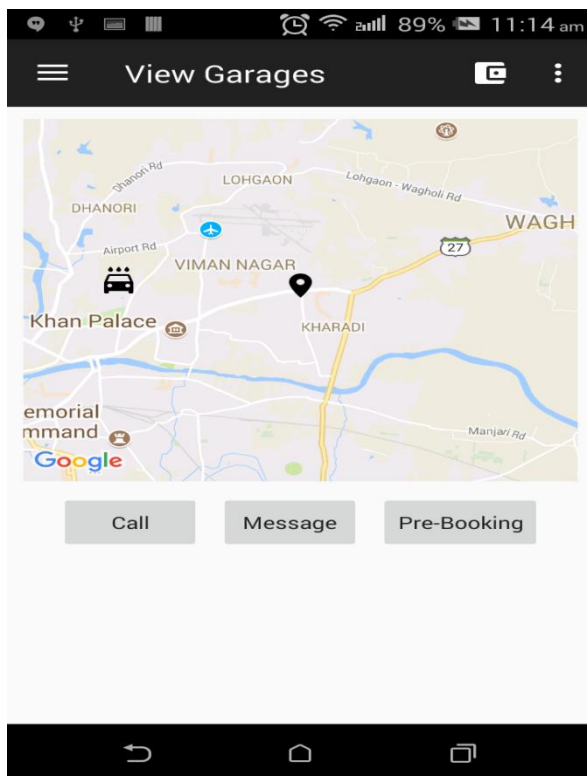 89% 11:14 am
View Garages
Dhanori Rd
LOHGAON
Lohgaon - Wagholi Rd
DHANORI
WAGH
Airport Rd
27
VIMAN NAGAR
Khan Palace
KHARADI
emorial
mmand
Manjari Rd
Google
Call Message Pre-Booking